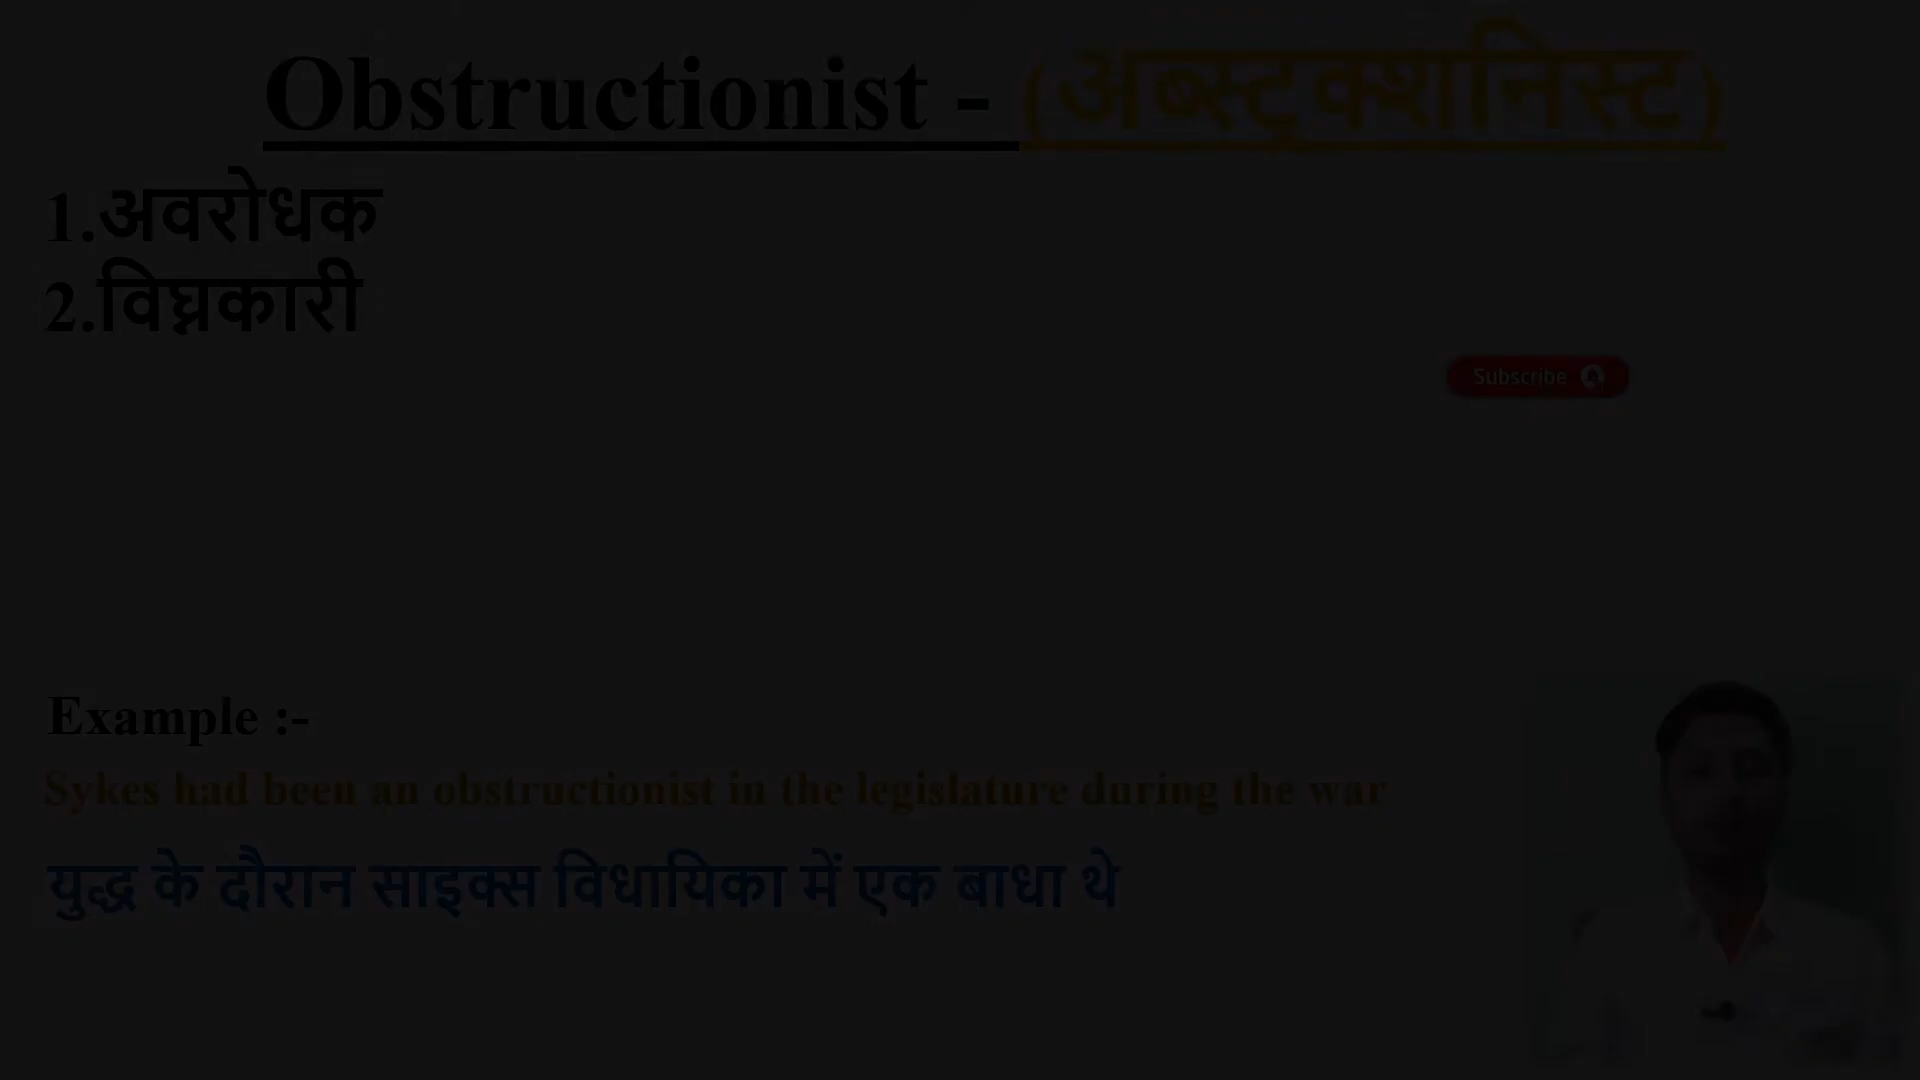 Obstructionist - (अब्स्ट्रक्शनिस्ट)
1.अवरोधक
2.विघ्नकारी
Subscribe
Example :-
Sykes had been an obstructionist in the legislature during the war
युद्ध के दौरान साइक्स विधायिका में एक बाधा थे